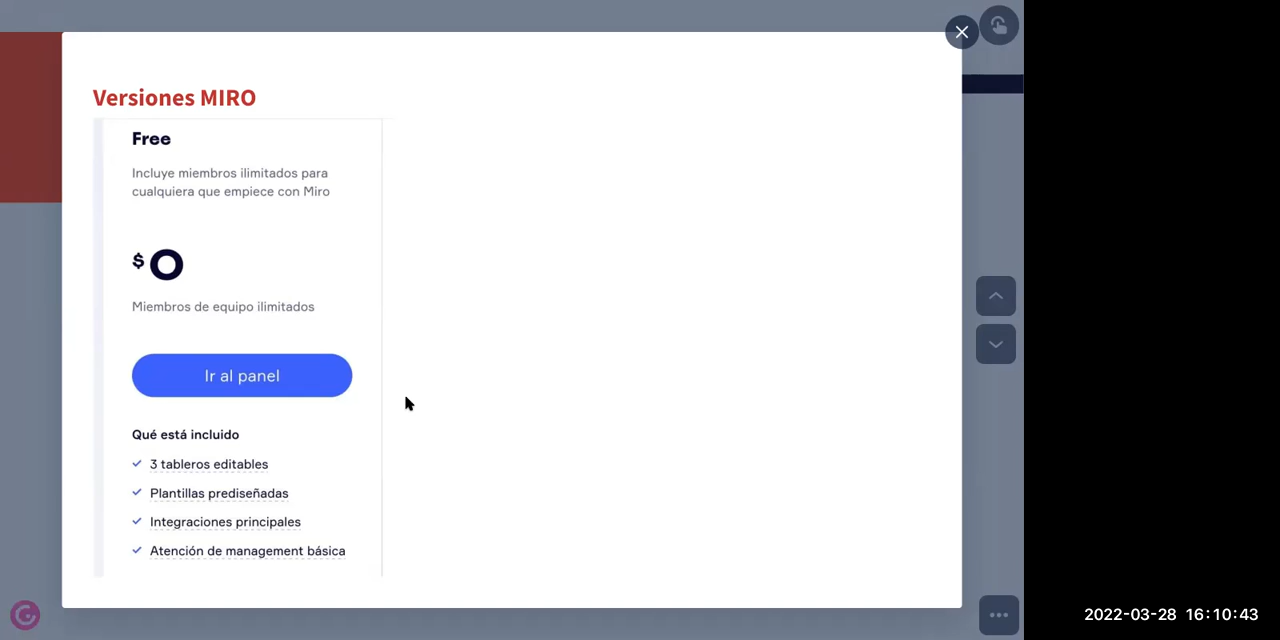 Versiones MIRO
Free
Incluye miembros ilimitados para
cualquiera que empiece con Miro
$0
Miembros de equipo ilimitados
Ir al panel
Qué está incluido
3 tableros editables
Plantillas prediseñadas
Integraciones principales
Atención de management básica
2022-03-28 16:10:43